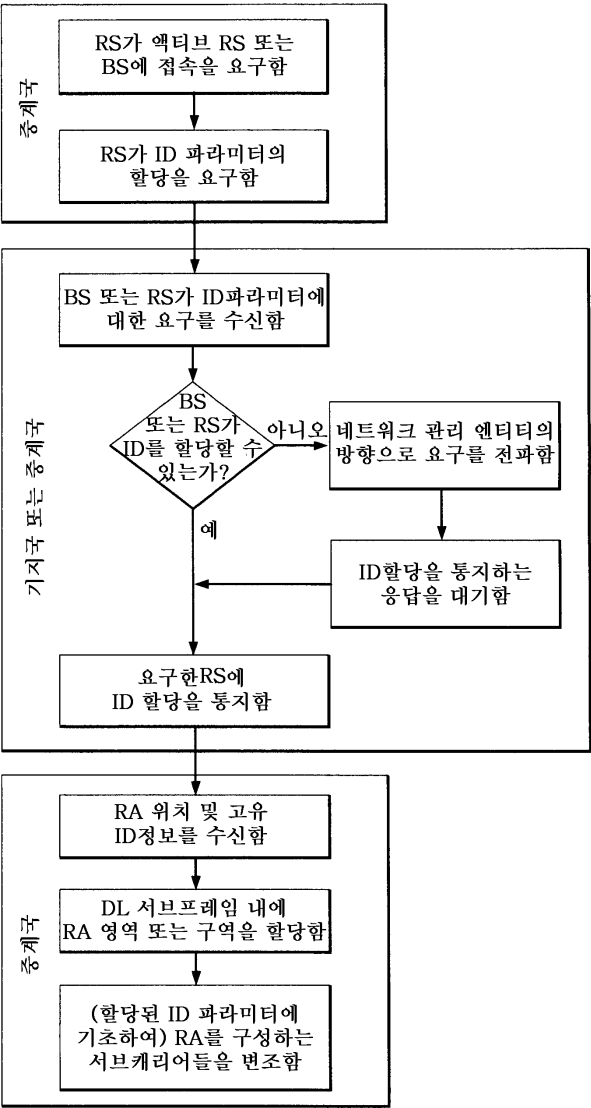 중계국
RS가 액티브 RS 또는
BS에 접속을 요구함
RS가 ID 파라미터의
할당을 요구함
기지국 또는 중계국
BS 또는 RS가 ID파라미터에
대한 요구를 수신함
BS
또는 RS가
ID를 할당할 수
있는가?
아니오
네트워크 관리 엔티티의
방향으로 요구를 전파함
예
ID할당을 통지하는
응답을 대기함
요구한RS에
ID 할당을 통지함
중계국
RA 위치 및 고유
ID정보를 수신함
DL 서브프레임 내에
RA 영역 또는 구역을 할당함
(할당된 ID 파라미터에
기초하여) RA를 구성하는
서브캐리어들을 변조함